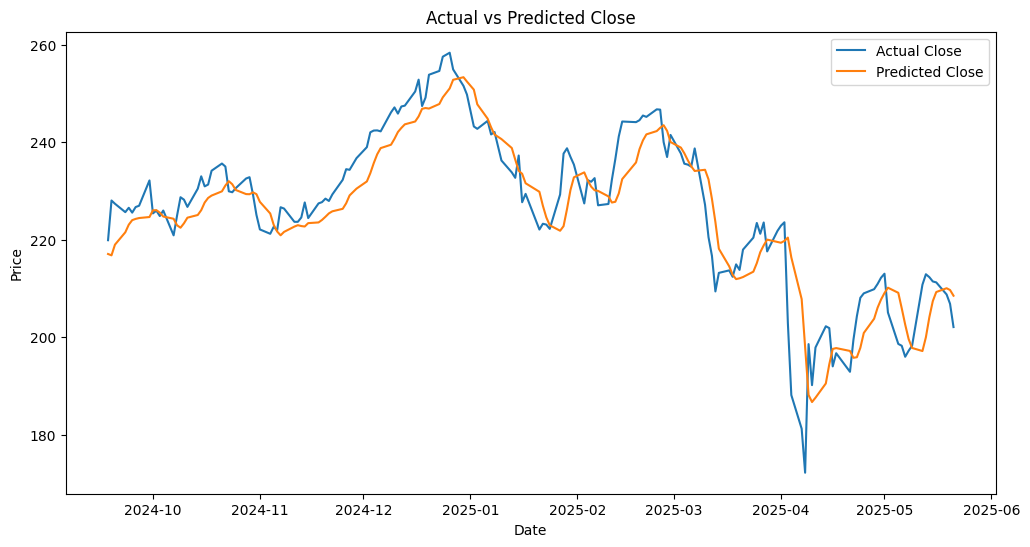 Actual vs Predicted Close
Actual Close
Predicted Close
260
240
220
200
180
Price
2024-10
2024-11
2024-12
2025-01
2025-02
2025-03
2025-04
2025-05
2025-06
Date